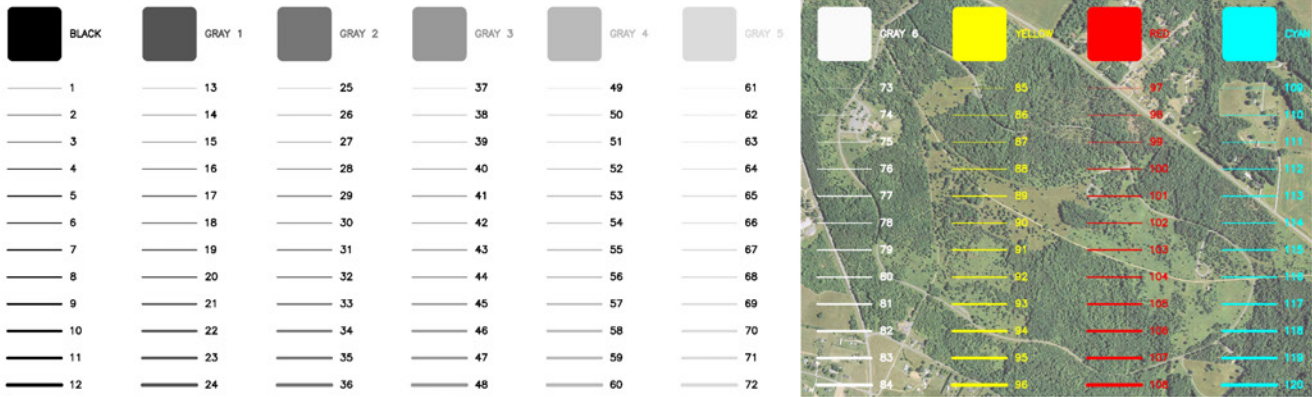 BLACK GRAY 1 GRAY 2 GRAY 3 GRAY 4 GRAY 5 GRAY 6 YELLOW RED CYAN
1 13 25 37 49 61 73 85 97 109
2 14 26 38 50 62 74 86 98 110
3 15 27 39 51 63 75 87 99 111
4 16 28 40 52 64 76 88 100 112
5 17 29 41 53 65 77 89 101 113
6 18 30 42 54 66 78 90 102 114
7 19 31 43 55 67 79 91 103 115
8 20 32 44 56 68 80 92 104 116
9 21 33 45 57 69 81 93 105 117
10 22 34 46 58 70 82 94 106 118
11 23 35 47 59 71 83 95 107 119
12 24 36 48 60 72 84 96 108 120